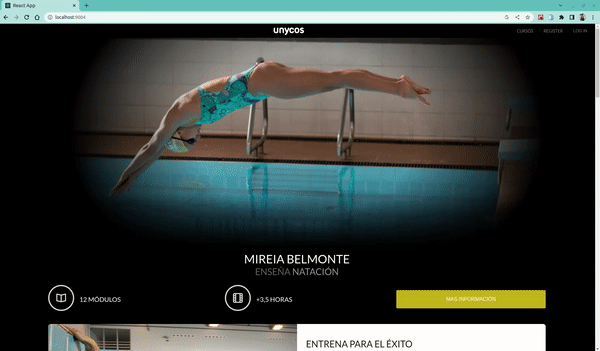 React App
localhost:9004
unycos
CURSOS
REGISTER
LOG IN
MIREIA BELMONTE
ENSEÑA NATACIÓN
12 MÓDULOS
+3,5 HORAS
MAS INFORMACIÓN
ENTRENA PARA EL ÉXITO